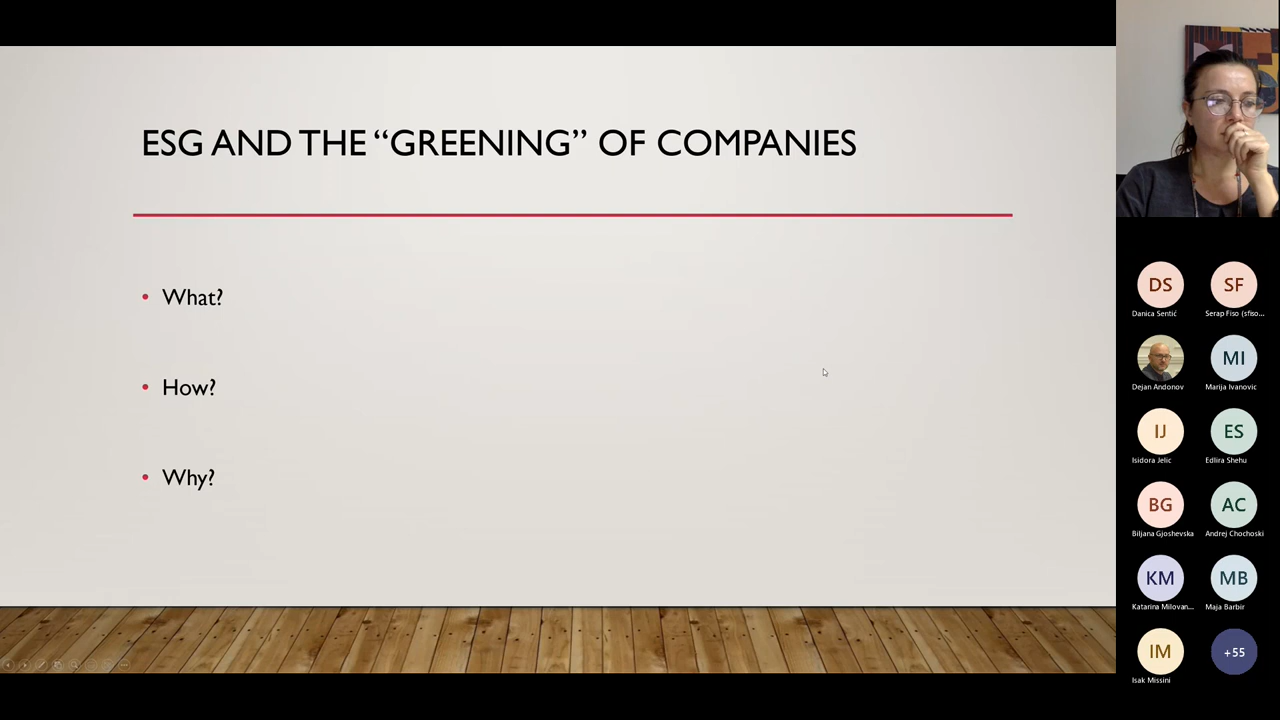 ESG AND THE “GREENING” OF COMPANIES
• What?
• How?
• Why?
DS
Danica Sentić
SF
Serap Fiso (sfiso...
Dejan Andonov
MI
Marija Ivanovic
IJ
Isidora Jelic
ES
Edlira Shehu
BG
Biljana Gjoshevska
AC
Andrej Chochoski
KM
Katarina Milovan...
MB
Maja Barbir
IM
Isak Missini
+55